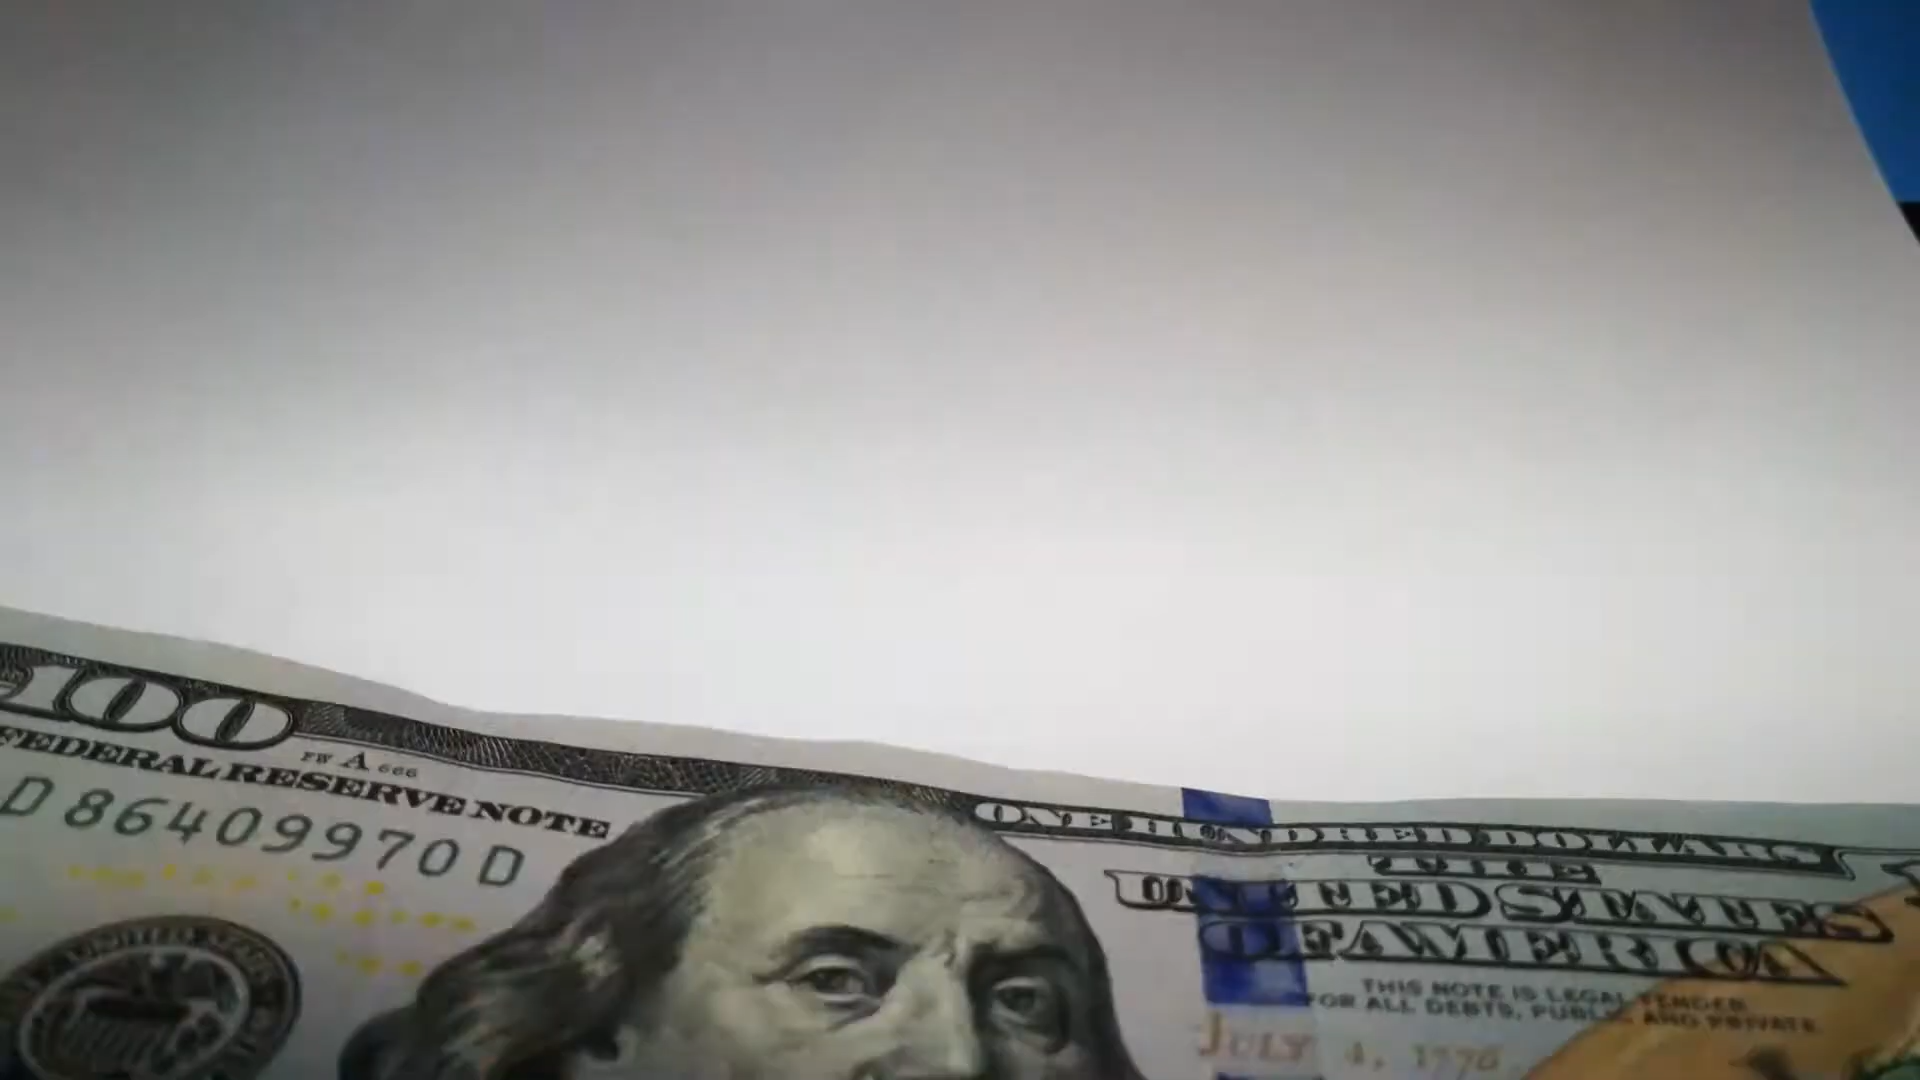 100
FW A 666
FEDERAL RESERVE NOTE
D 86409970 D
ONE HUNDRED DOLLARS
THE
UNITED STATES
OF AMERICA
THIS NOTE IS LEGAL TENDER
FOR ALL DEBTS, PUBLIC AND PRIVATE
JULY 4, 1776